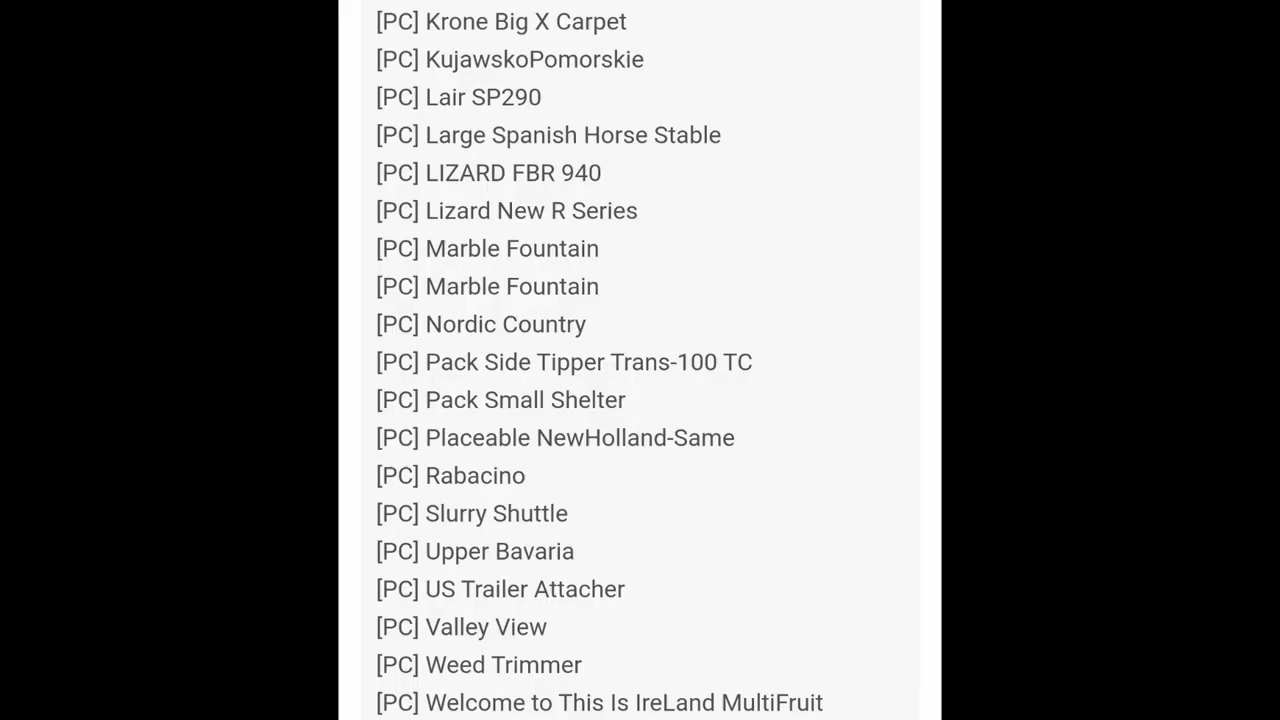 [PC] Krone Big X Carpet
[PC] KujawskoPomorskie
[PC] Lair SP290
[PC] Large Spanish Horse Stable
[PC] LIZARD FBR 940
[PC] Lizard New R Series
[PC] Marble Fountain
[PC] Marble Fountain
[PC] Nordic Country
[PC] Pack Side Tipper Trans-100 TC
[PC] Pack Small Shelter
[PC] Placeable NewHolland-Same
[PC] Rabacino
[PC] Slurry Shuttle
[PC] Upper Bavaria
[PC] US Trailer Attacher
[PC] Valley View
[PC] Weed Trimmer
[PC] Welcome to This Is IreLand MultiFruit